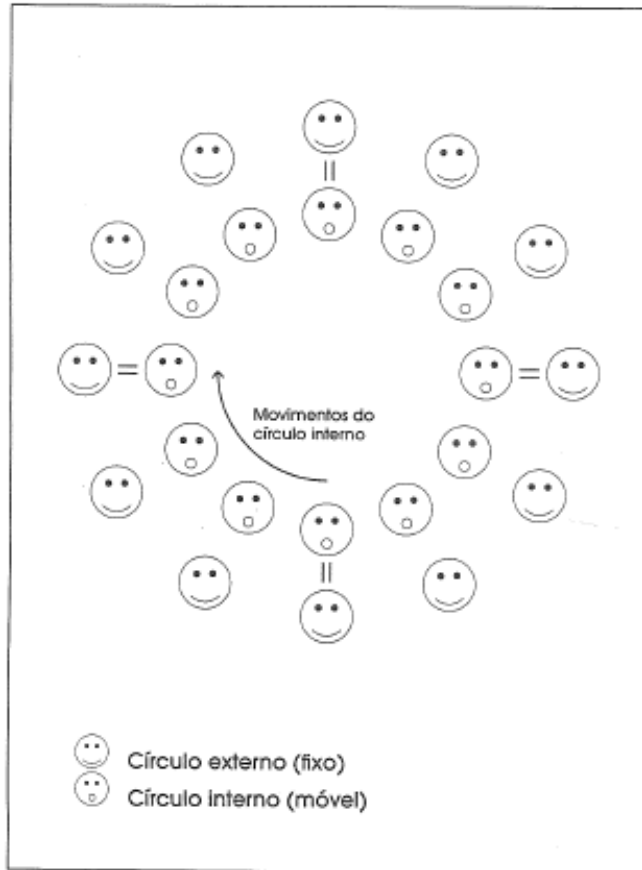 Movimentos do
círculo interno
Círculo externo (fixo)
Círculo interno (móvel)